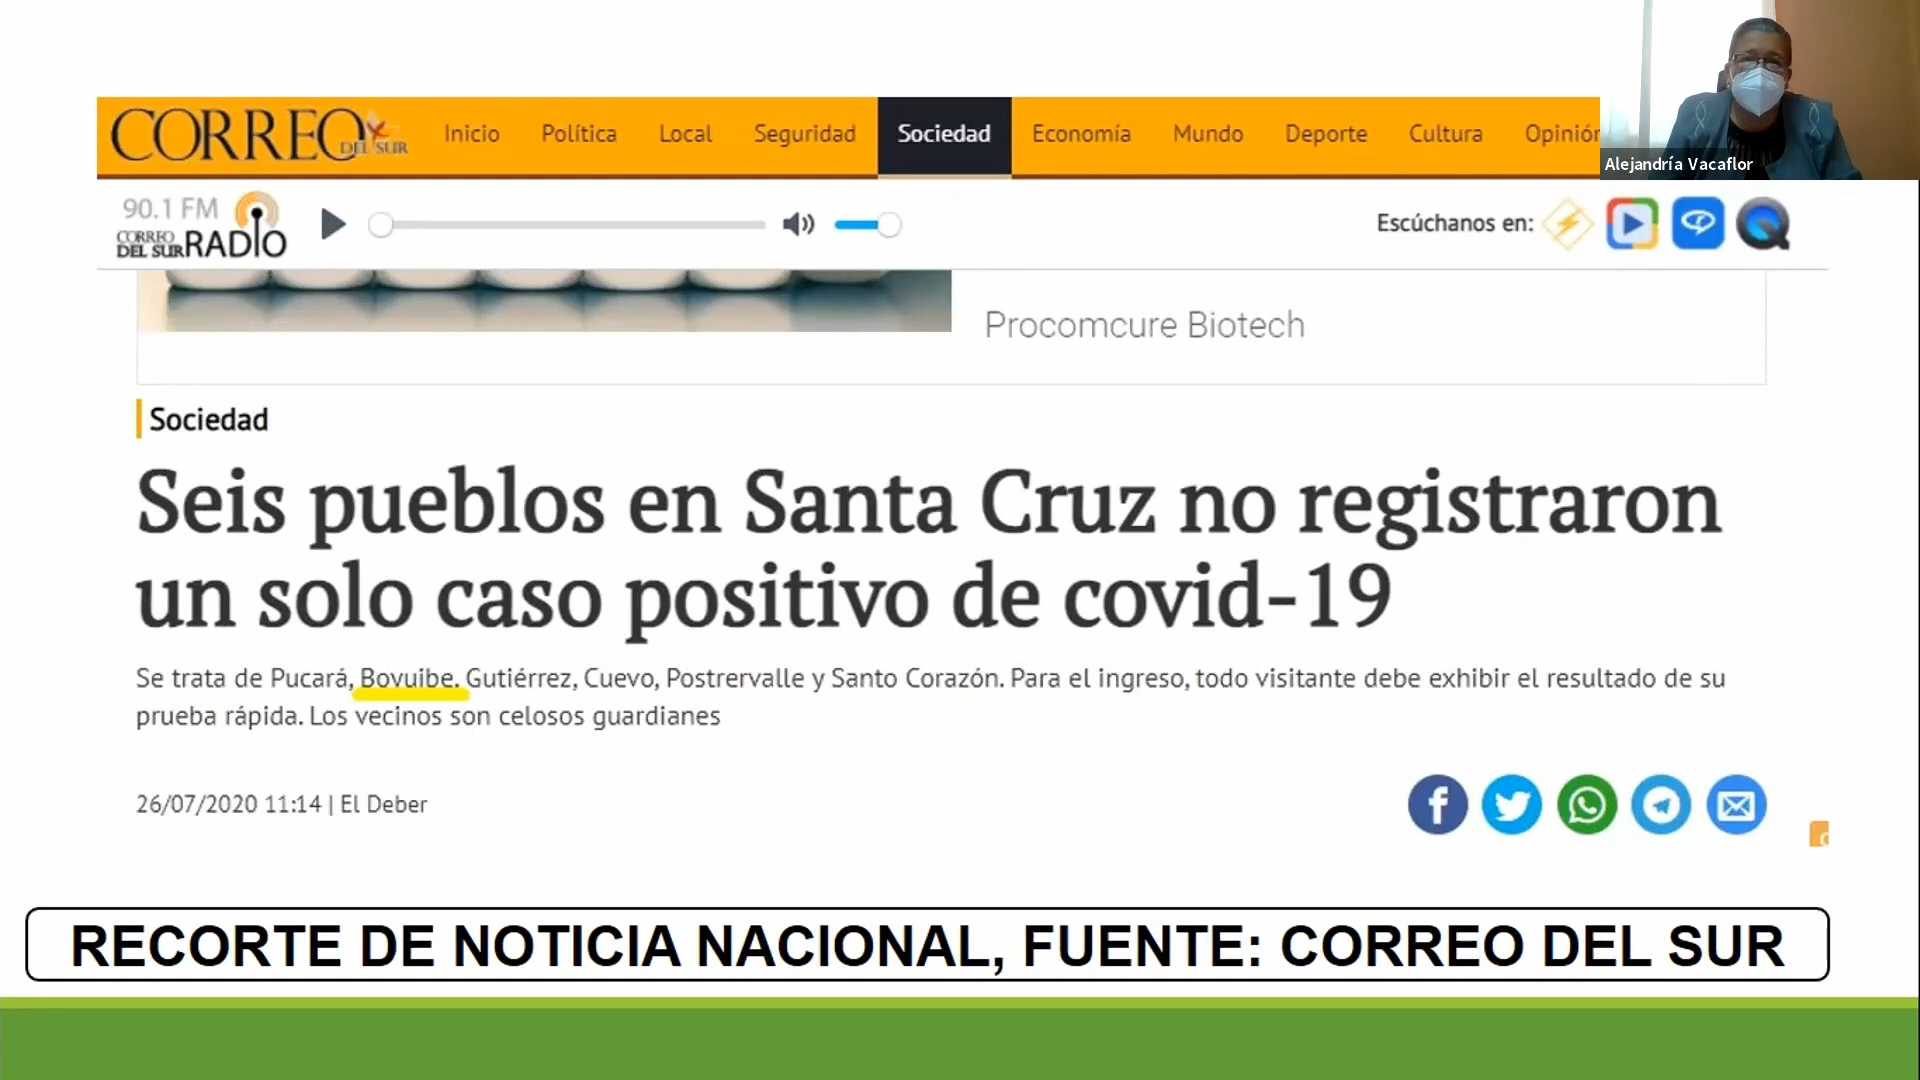 CORREO DEL SUR Inicio Política Local Seguridad Sociedad Economía Mundo Deporte Cultura Opinión
Alejandría Vacaflor
90.1 FM
CORREO DEL SUR RADIO
Escúchanos en:
Procomcure Biotech
Sociedad
Seis pueblos en Santa Cruz no registraron
un solo caso positivo de covid-19
Se trata de Pucará, Boyuibe, Gutiérrez, Cuevo, Postrervalle y Santo Corazón. Para el ingreso, todo visitante debe exhibir el resultado de su
prueba rápida. Los vecinos son celosos guardianes
26/07/2020 11:14 | El Deber
RECORTE DE NOTICIA NACIONAL, FUENTE: CORREO DEL SUR